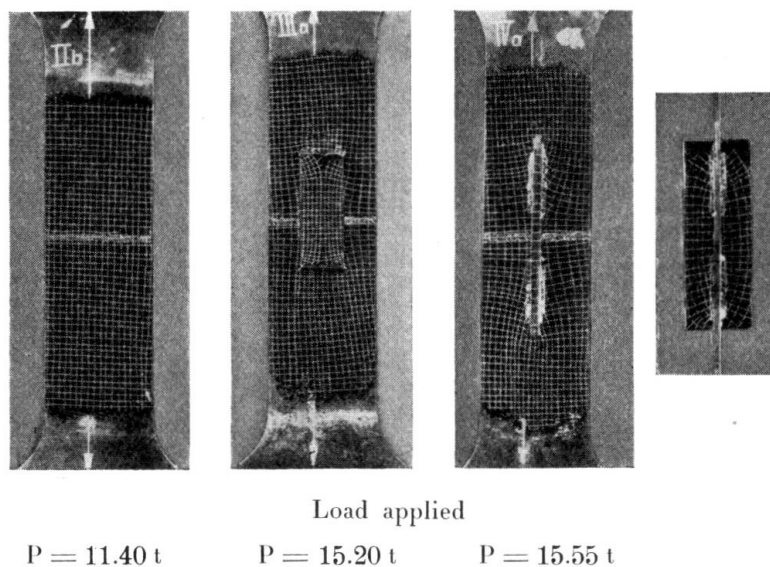 IIb IIIa IVa
Load applied
P = 11.40 t P = 15.20 t P = 15.55 t